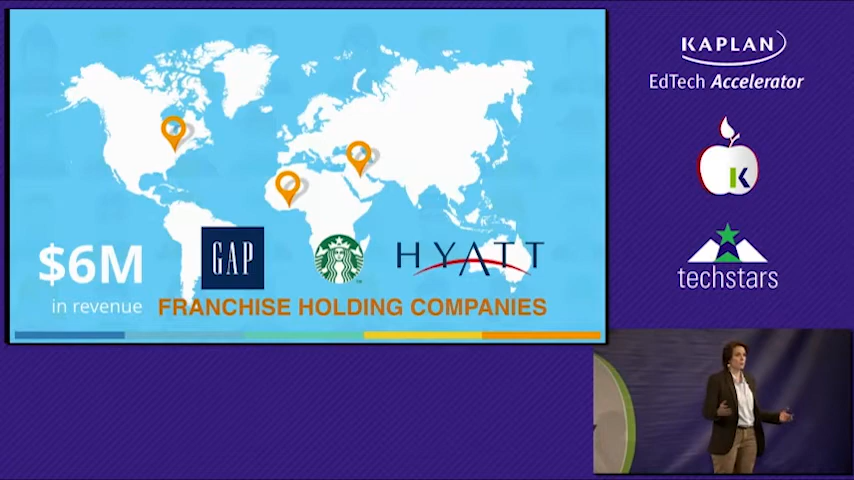 KAPLAN
EdTech Accelerator
K
techstars
GAP
HYATT
$6M
in revenue
FRANCHISE HOLDING COMPANIES